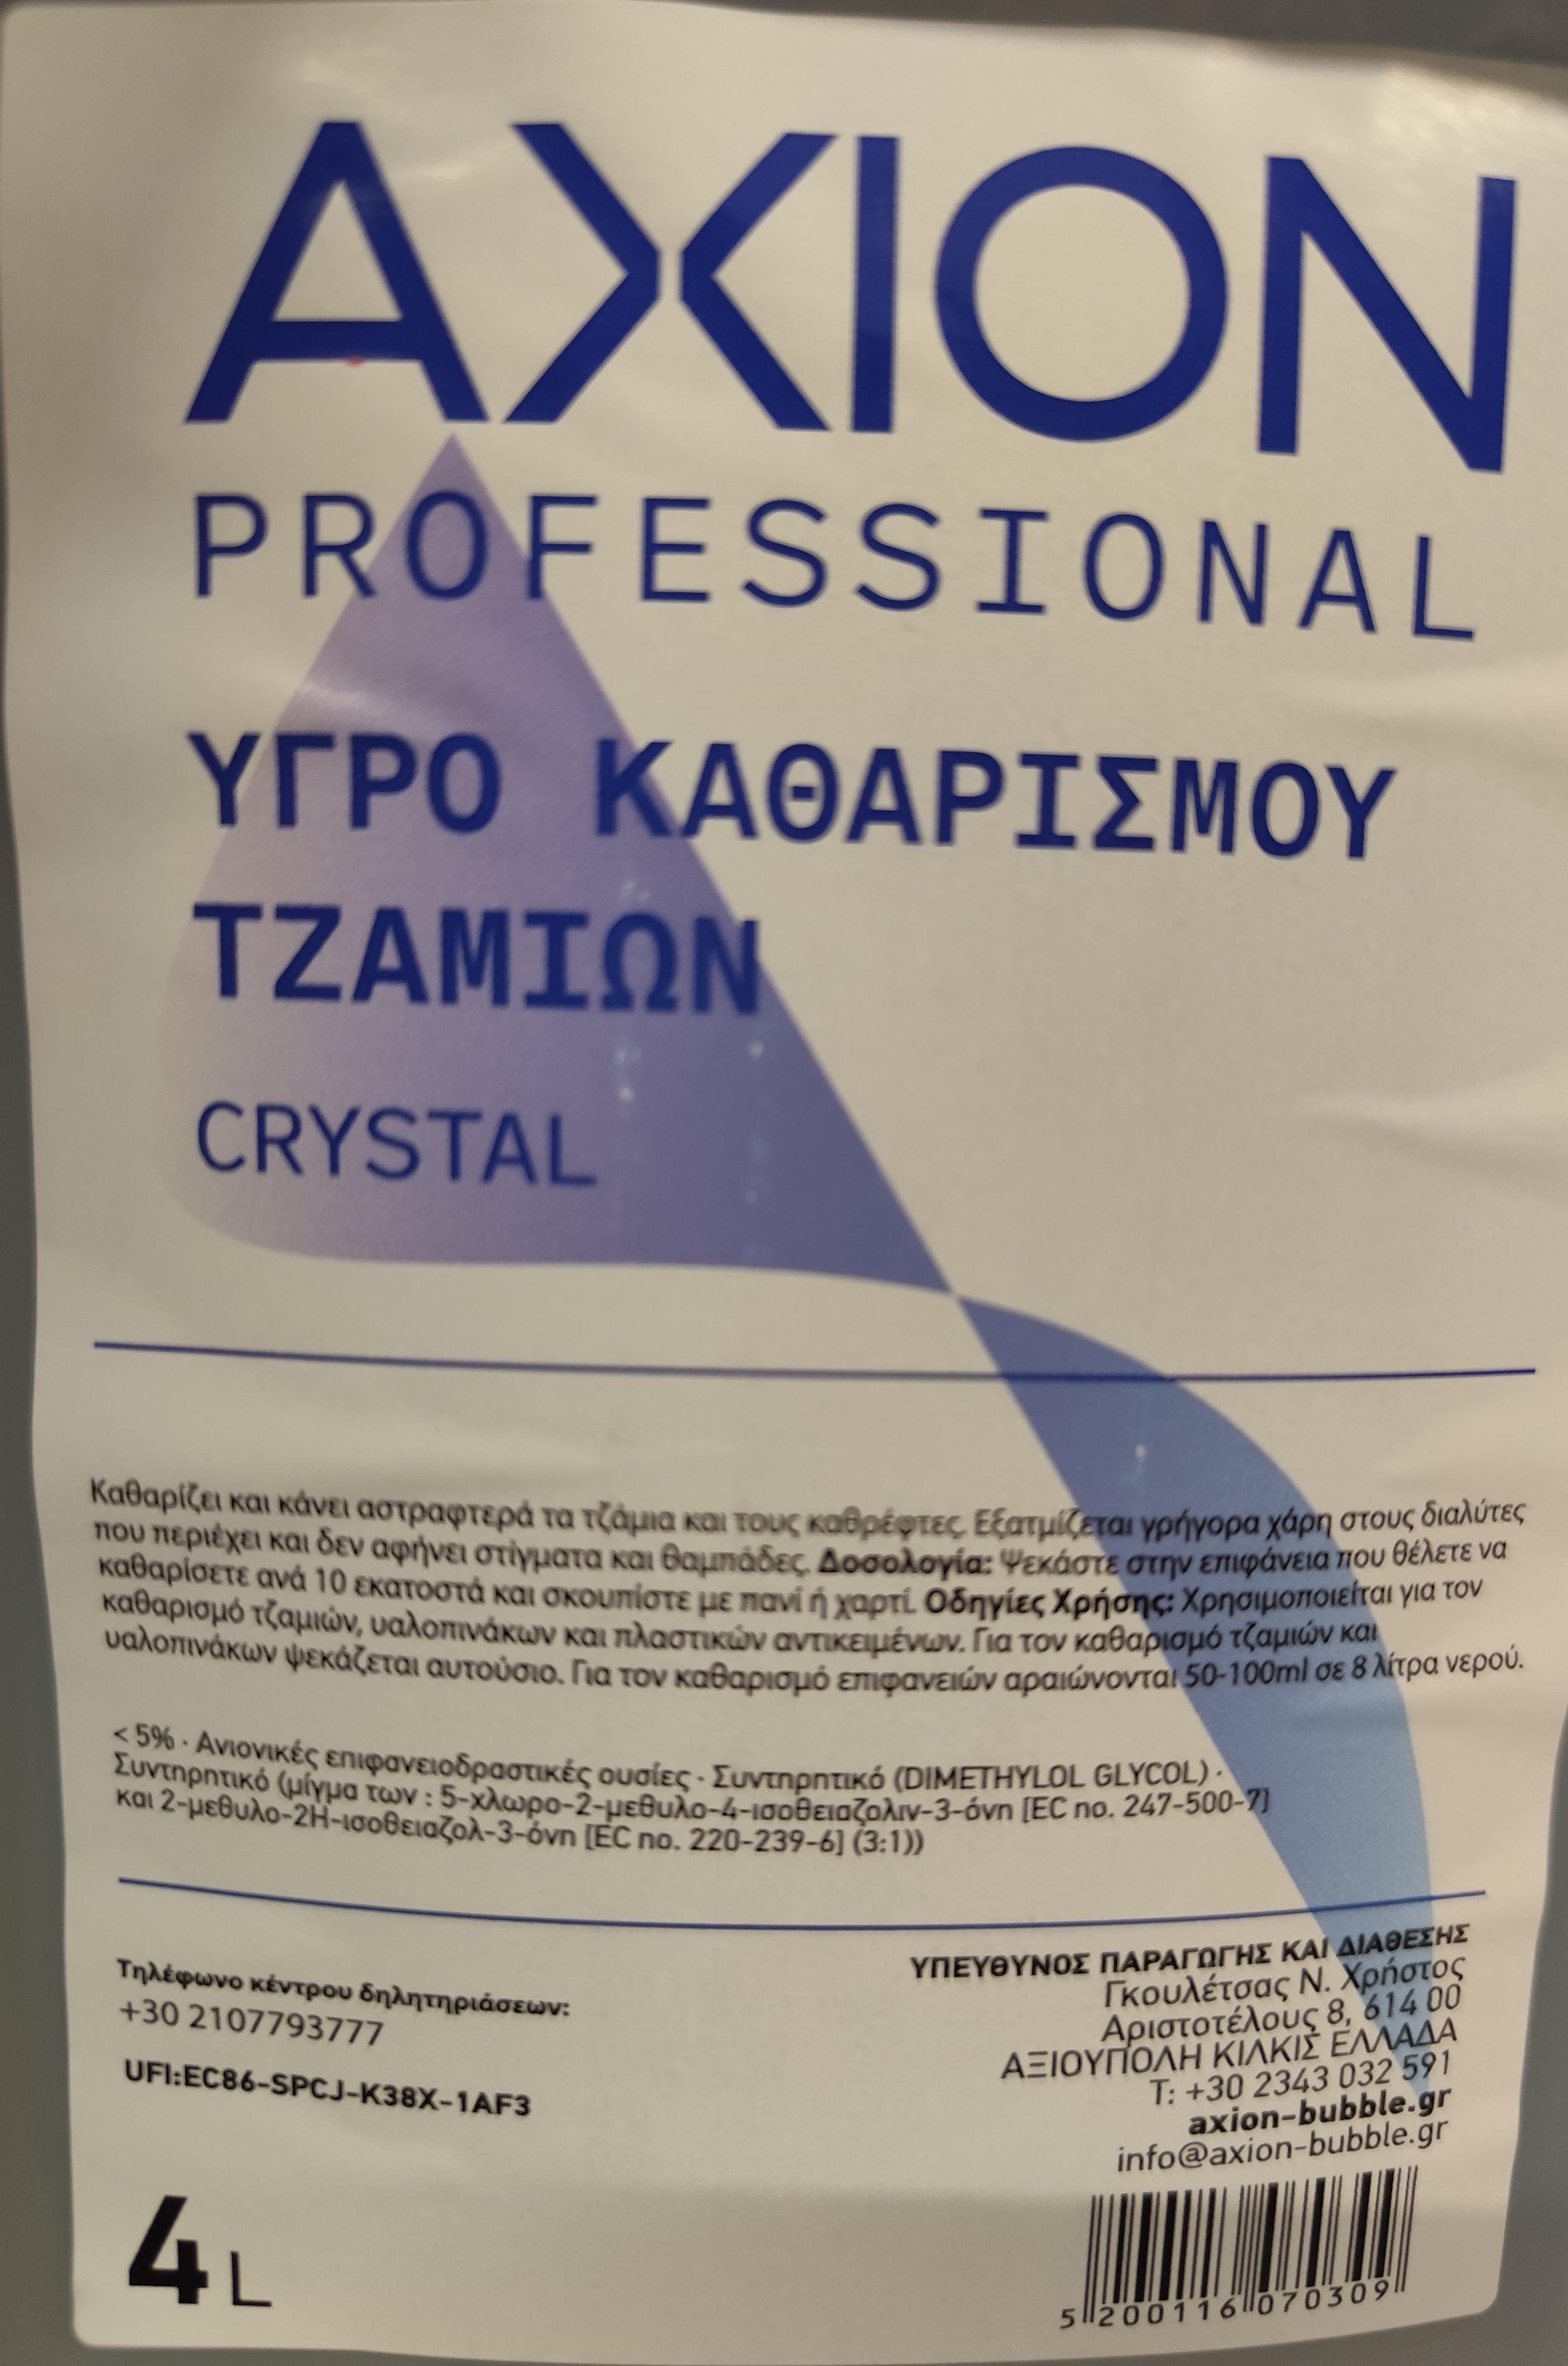 AXION
PROFESSIONAL
ΥΓΡΟ ΚΑΘΑΡΙΣΜΟΥ
ΤΖΑΜΙΩΝ
CRYSTAL
Καθαρίζει και κάνει αστραφτερά τα τζάμια και τους καθρέφτες. Εξατμίζεται γρήγορα χάρη στους διαλύτες
που περιέχει και δεν αφήνει στίγματα και θαμπάδες. Δοσολογία: Ψεκάστε στην επιφάνεια που θέλετε να
καθαρίσετε ανά 10 εκατοστά και σκουπίστε με πανί ή χαρτί. Οδηγίες Χρήσης: Χρησιμοποιείται για τον
καθαρισμό τζαμιών, υαλοπινάκων και πλαστικών αντικειμένων. Για τον καθαρισμό τζαμιών και
υαλοπινάκων ψεκάζεται αυτούσιο. Για τον καθαρισμό επιφανειών αραιώνονται 50-100ml σε 8 λίτρα νερού.
< 5% · Ανιονικές επιφανειοδραστικές ουσίες · Συντηρητικό (DIMETHYLOL GLYCOL) ·
Συντηρητικό (μίγμα των : 5-χλωρο-2-μεθυλο-4-ισοθειαζολιν-3-όνη [EC no. 247-500-7]
και 2-μεθυλο-2H-ισοθειαζολ-3-όνη [EC no. 220-239-6] (3:1))
Τηλέφωνο κέντρου δηλητηριάσεων:
+30 2107793777
UFI:EC86-SPCJ-K38X-1AF3
4 L
ΥΠΕΥΘΥΝΟΣ ΠΑΡΑΓΩΓΗΣ ΚΑΙ ΔΙΑΘΕΣΗΣ
Γκουλέτσας Ν. Χρήστος
Αριστοτέλους 8, 614 00
ΑΞΙΟΥΠΟΛΗ ΚΙΛΚΙΣ ΕΛΛΑΔΑ
T: +30 2343 032 591
axion-bubble.gr
info@axion-bubble.gr
5 200116 070309